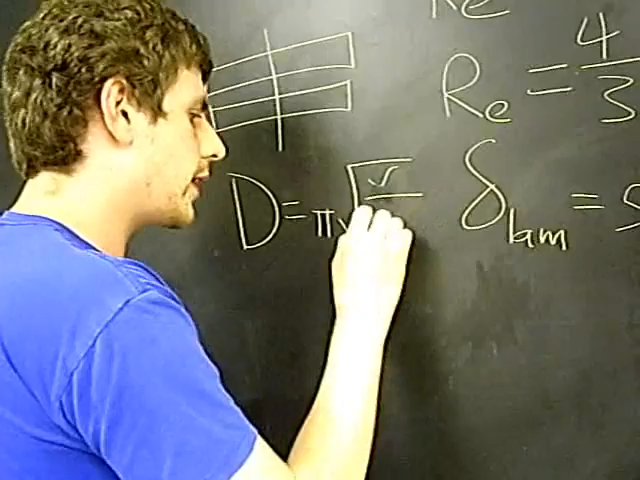 Re
Re = 4/3
D = π√ν
δlam = 5